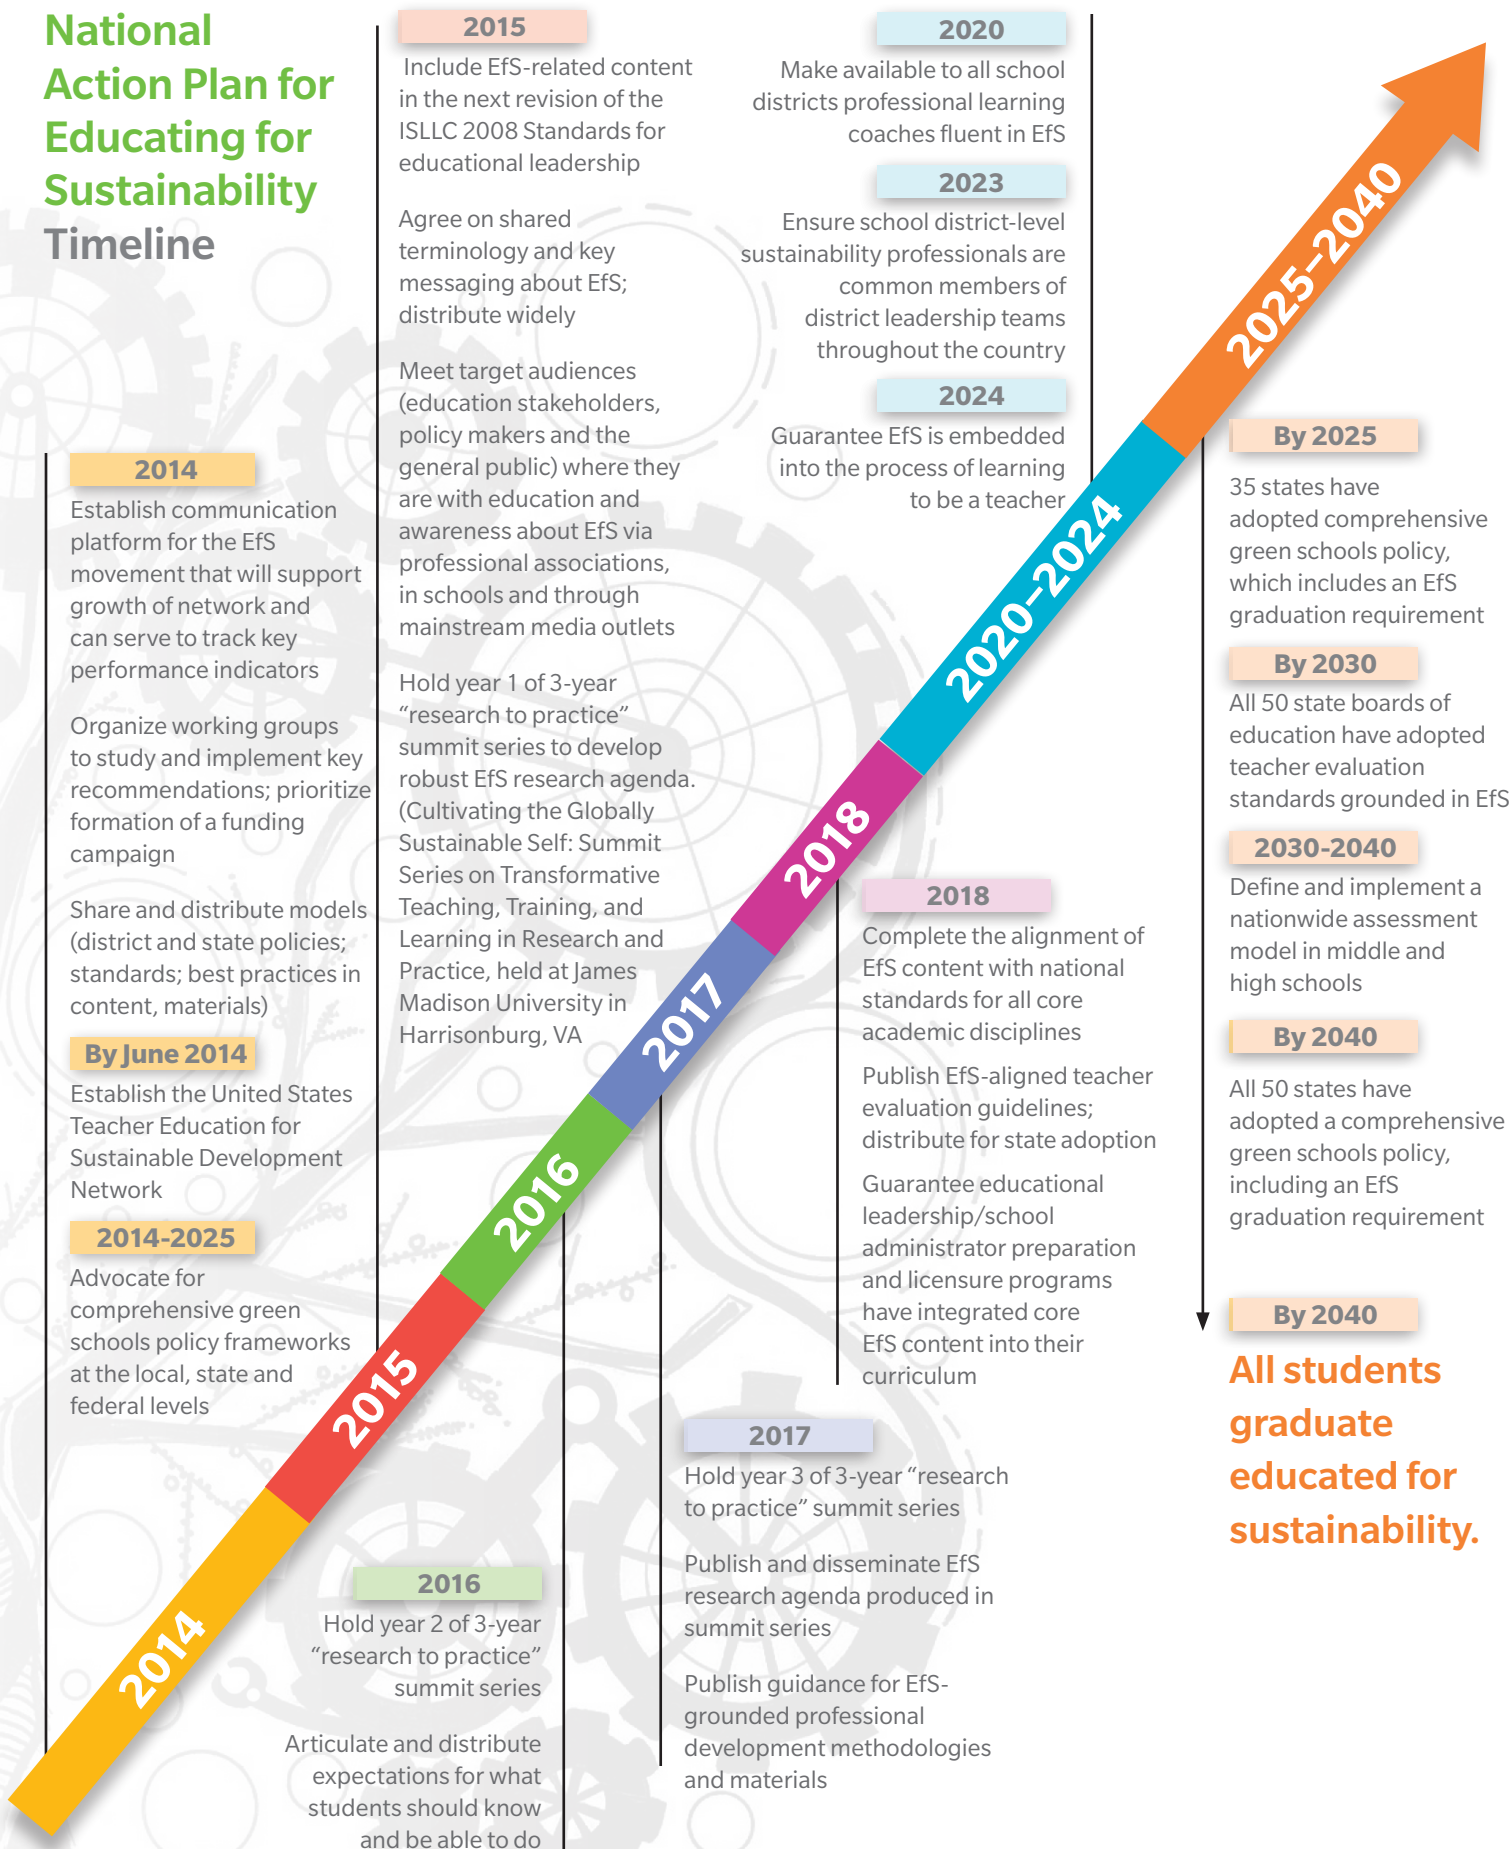 National
Action Plan for
Educating for
Sustainability
Timeline
2014
Establish communication
platform for the EfS
movement that will support
growth of network and
can serve to track key
performance indicators
Organize working groups
to study and implement key
recommendations; prioritize
formation of a funding
campaign
Share and distribute models
(district and state policies;
standards; best practices in
content, materials)
By June 2014
Establish the United States
Teacher Education for
Sustainable Development
Network
2014-2025
Advocate for
comprehensive green
schools policy frameworks
at the local, state and
federal levels
2015
Include EfS-related content
in the next revision of the
ISLLC 2008 Standards for
educational leadership
Agree on shared
terminology and key
messaging about EfS;
distribute widely
Meet target audiences
(education stakeholders,
policy makers and the
general public) where they
are with education and
awareness about EfS via
professional associations,
in schools and through
mainstream media outlets
Hold year 1 of 3-year
“research to practice”
summit series to develop
robust EfS research agenda.
(Cultivating the Globally
Sustainable Self: Summit
Series on Transformative
Teaching, Training, and
Learning in Research and
Practice, held at James
Madison University in
Harrisonburg, VA
2016
Hold year 2 of 3-year
“research to practice”
summit series
Articulate and distribute
expectations for what
students should know
and be able to do
2017
Hold year 3 of 3-year “research
to practice” summit series
Publish and disseminate EfS
research agenda produced in
summit series
Publish guidance for EfS-
grounded professional
development methodologies
and materials
2018
Complete the alignment of
EfS content with national
standards for all core
academic disciplines
Publish EfS-aligned teacher
evaluation guidelines;
distribute for state adoption
Guarantee educational
leadership/school
administrator preparation
and licensure programs
have integrated core
EfS content into their
curriculum
2020
Make available to all school
districts professional learning
coaches fluent in EfS
2023
Ensure school district-level
sustainability professionals are
common members of
district leadership teams
throughout the country
2024
Guarantee EfS is embedded
into the process of learning
to be a teacher
By 2025
35 states have
adopted comprehensive
green schools policy,
which includes an EfS
graduation requirement
By 2030
All 50 state boards of
education have adopted
teacher evaluation
standards grounded in EfS
2030-2040
Define and implement a
nationwide assessment
model in middle and
high schools
By 2040
All 50 states have
adopted a comprehensive
green schools policy,
including an EfS
graduation requirement
By 2040
All students
graduate
educated for
sustainability.
2014
2015
2016
2017
2018
2020–2024
2025–2040